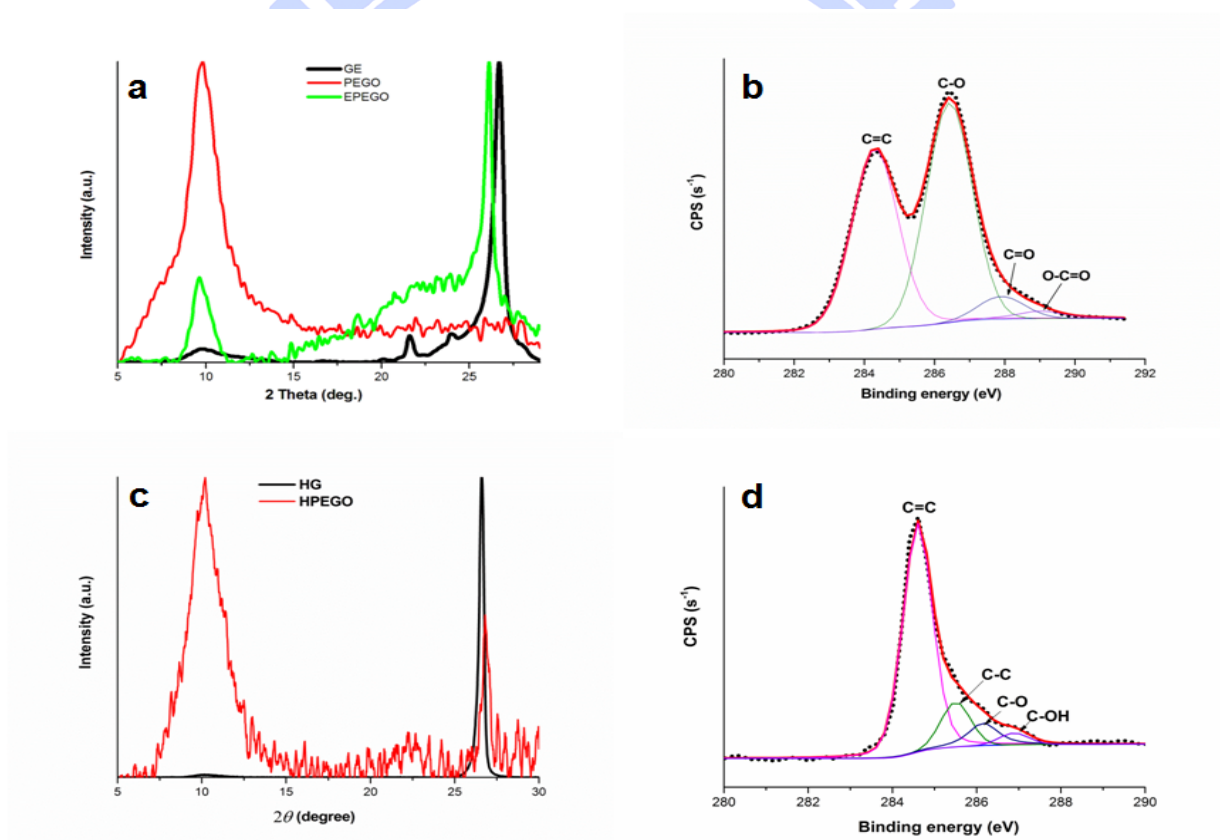 a
GE
PEGO
EPEGO
Intensity (a.u.)
5 10 15 20 25
2 Theta (deg.)
b
C=C
C-O
C=O
O-C=O
CPS (s⁻¹)
280 282 284 286 288 290 292
Binding energy (eV)
c
HG
HPEGO
Intensity (a.u.)
5 10 15 20 25 30
2θ (degree)
d
C=C
C-C
C-O
C-OH
CPS (s⁻¹)
280 282 284 286 288 290
Binding energy (eV)